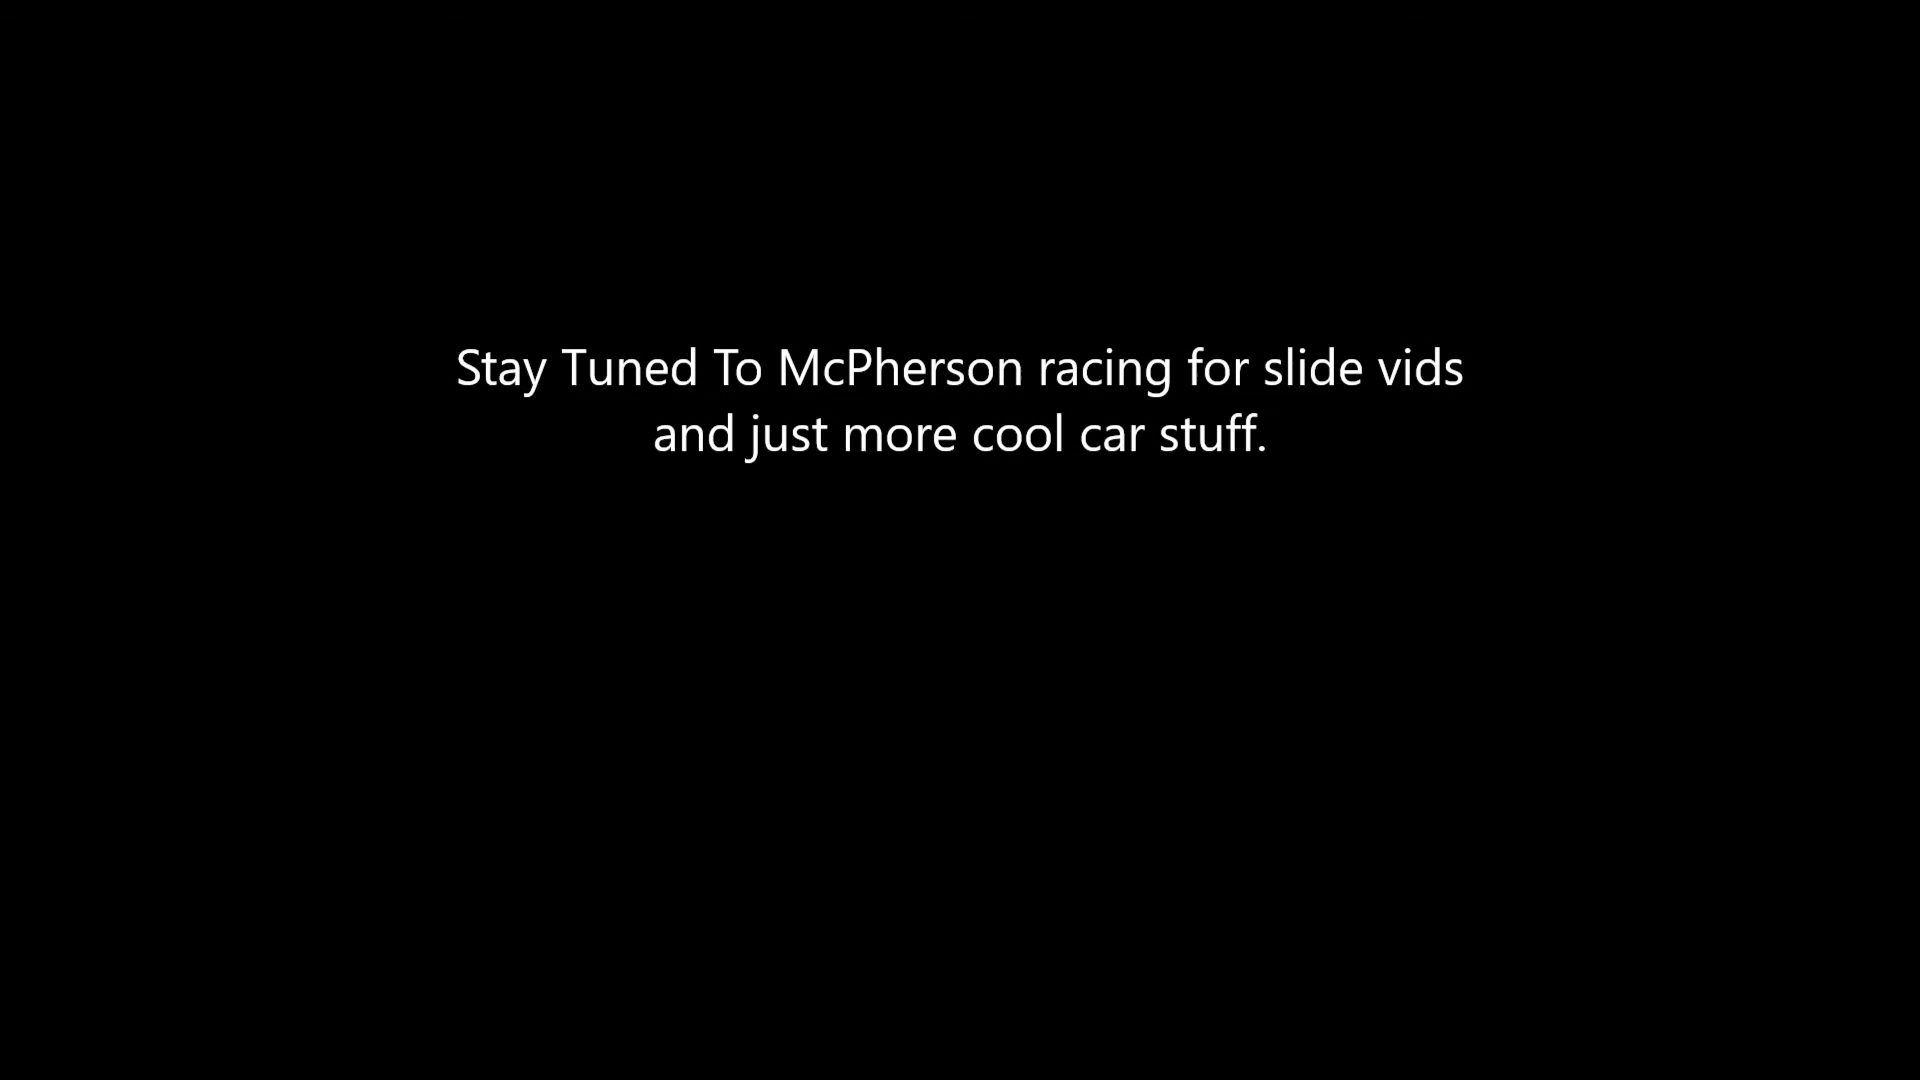 Stay Tuned To McPherson racing for slide vids
and just more cool car stuff.